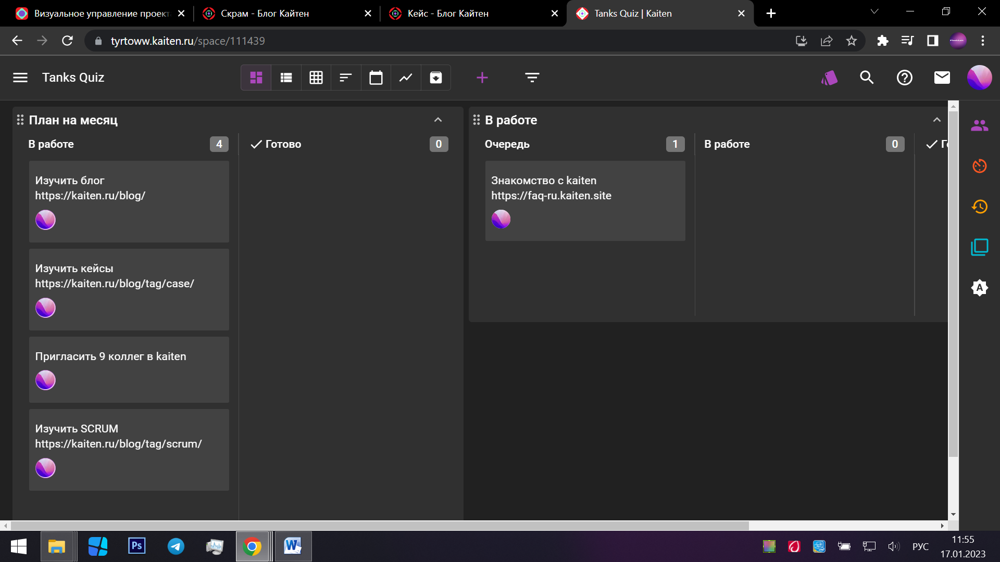 Визуальное управление проект
Скрам - Блог Кайтен
Кейс - Блог Кайтен
Tanks Quiz | Kaiten
tyrtoww.kaiten.ru/space/111439
Tanks Quiz
План на месяц
В работе 4
Готово 0
Изучить блог
https://kaiten.ru/blog/
Изучить кейсы
https://kaiten.ru/blog/tag/case/
Пригласить 9 коллег в kaiten
Изучить SCRUM
https://kaiten.ru/blog/tag/scrum/
В работе
Очередь 1
В работе 0
Г
Знакомство с kaiten
https://faq-ru.kaiten.site
A
Ps
W
РУС
11:55
17.01.2023